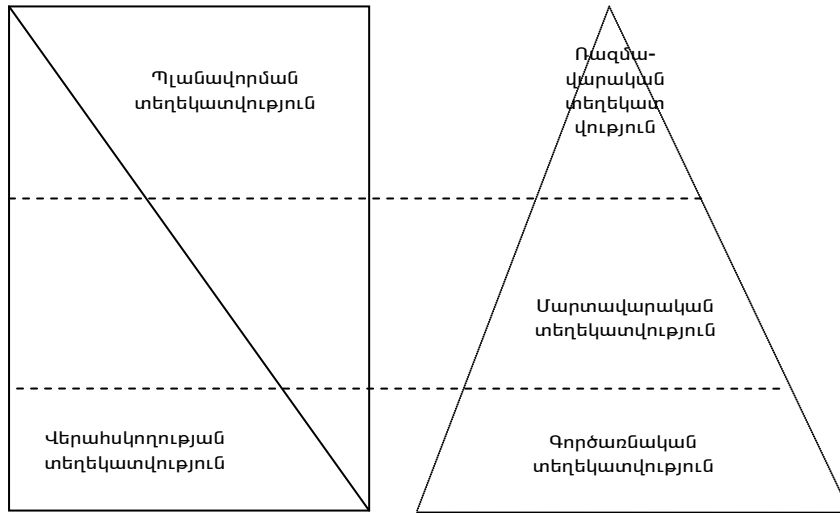 Պլանավորման
տեղեկատվություն
Ռազմա-
վարական
տեղեկատ
վություն
Մարտավարական
տեղեկատվություն
Վերահսկողության
տեղեկատվություն
Գործառնական
տեղեկատվություն